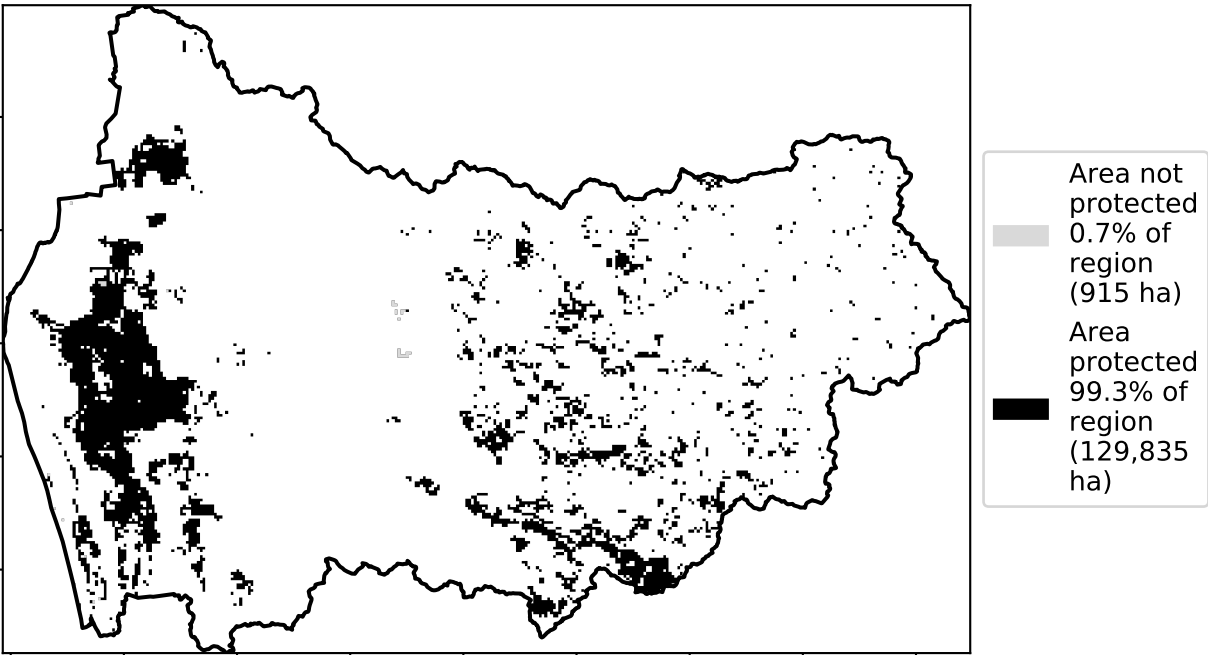 Area not
protected
0.7% of
region
(915 ha)
Area
protected
99.3% of
region
(129,835
ha)